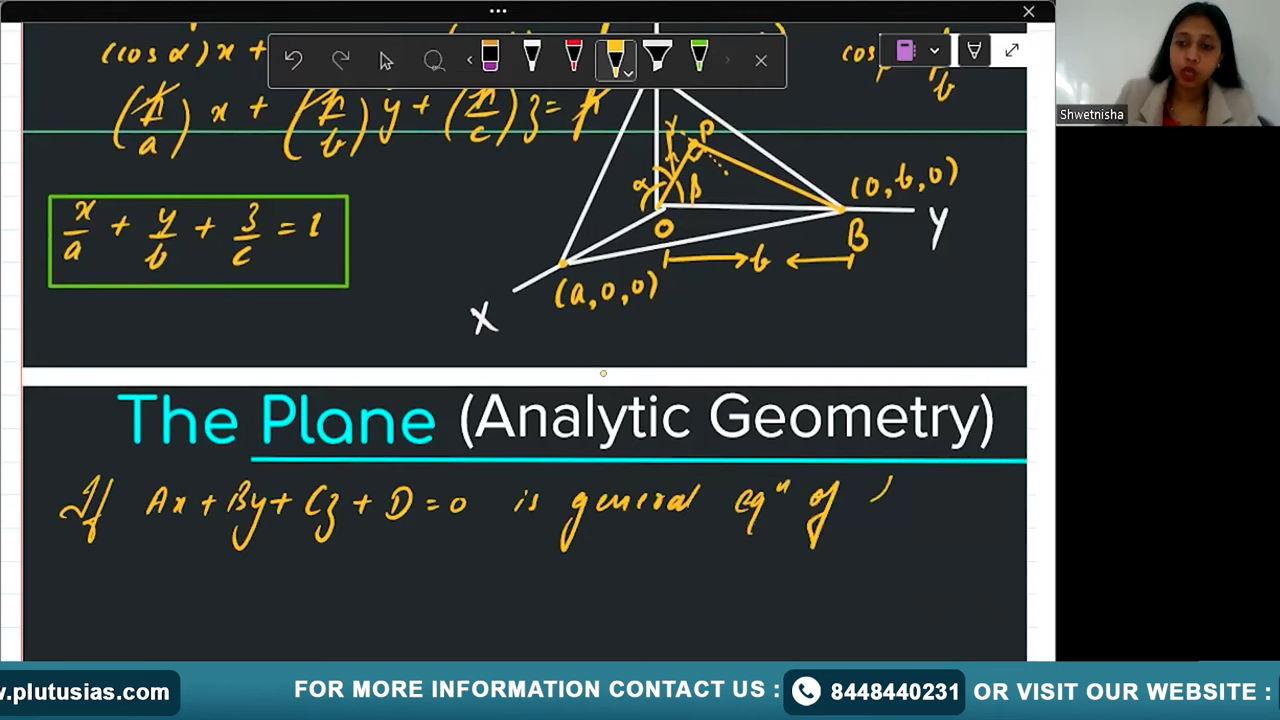 (cos α)x +
cos
b
(p/a) x + (p/b) y + (p/c) z = p
Shwetnisha
x/a + y/b + z/c = 1
γ P
α β
(0, b, 0)
O
B
Y
b
(a, 0, 0)
X
The Plane (Analytic Geometry)
If Ax + By + Cz + D = 0 is general eqⁿ of
w.plutusias.com FOR MORE INFORMATION CONTACT US : 8448440231 OR VISIT OUR WEBSITE :